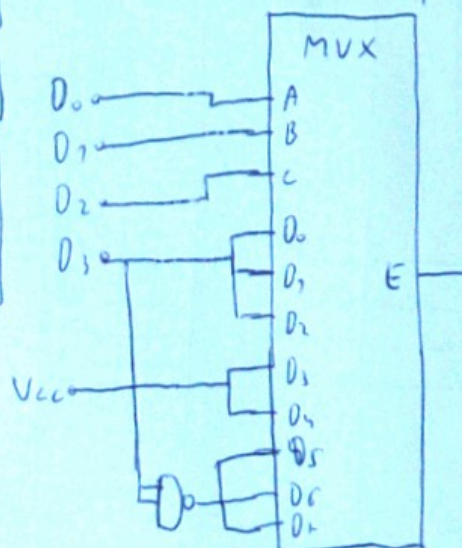 MUX
D0 A
D1 B
D2 C
D3 D0
D1 E
D2
Vcc D3
D4
D5
D6
D7